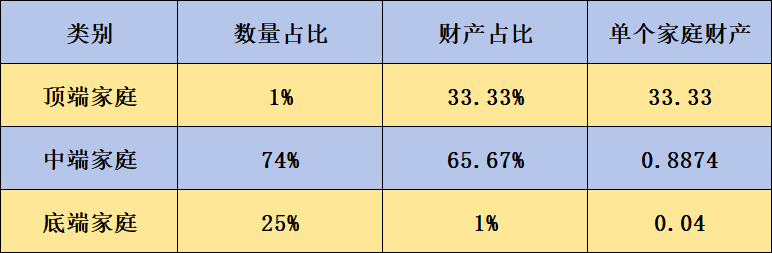 类别 数量占比 财产占比 单个家庭财产
顶端家庭 1% 33.33% 33.33
中端家庭 74% 65.67% 0.8874
底端家庭 25% 1% 0.04